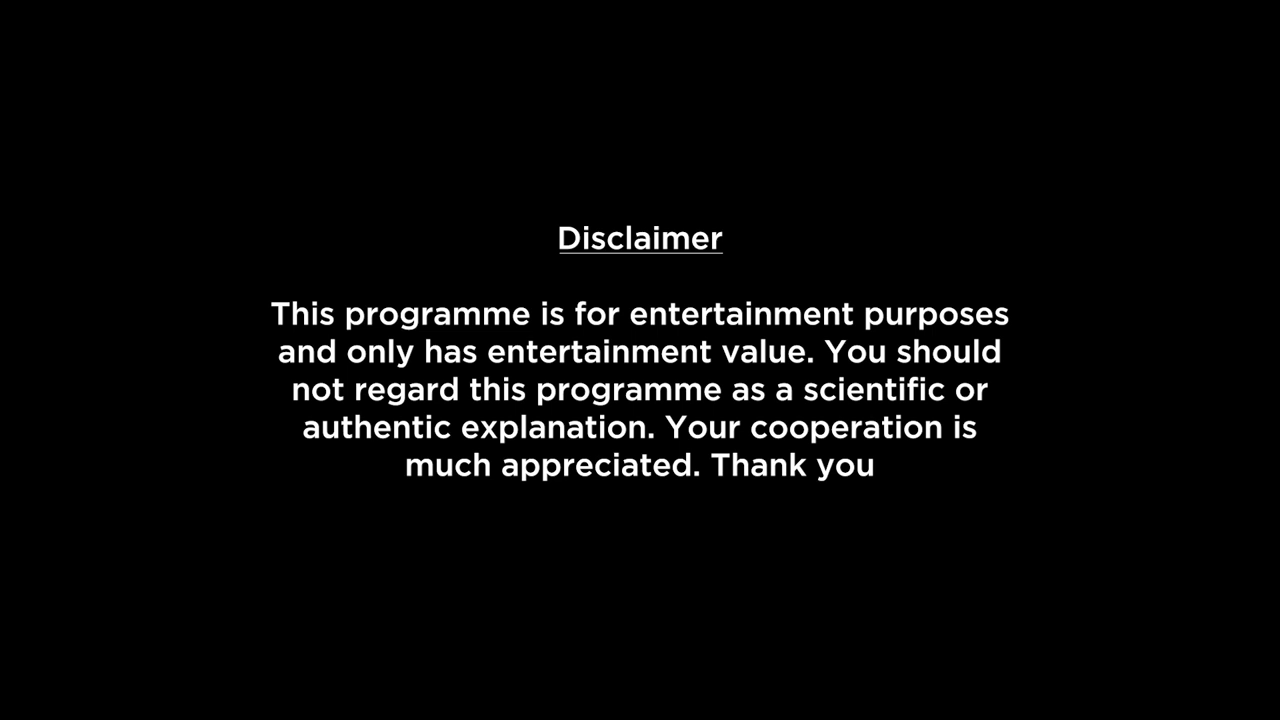 Disclaimer
This programme is for entertainment purposes
and only has entertainment value. You should
not regard this programme as a scientific or
authentic explanation. Your cooperation is
much appreciated. Thank you